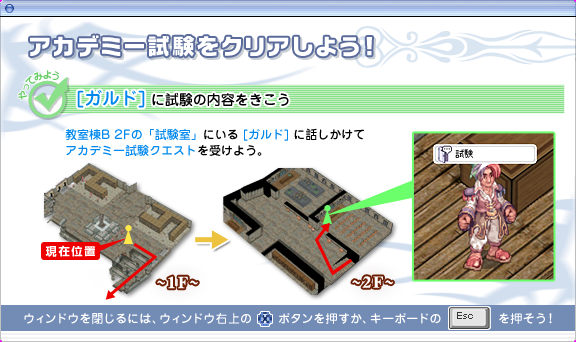 アカデミー試験をクリアしよう!
やってみよう
[ガルド]に試験の内容をきこう
教室棟B 2Fの「試験室」にいる [ガルド] に話しかけて
アカデミー試験クエストを受けよう。
試験
現在位置
~1F~
~2F~
ウィンドウを閉じるには、ウィンドウ右上の ボタンを押すか、キーボードの Esc を押そう!